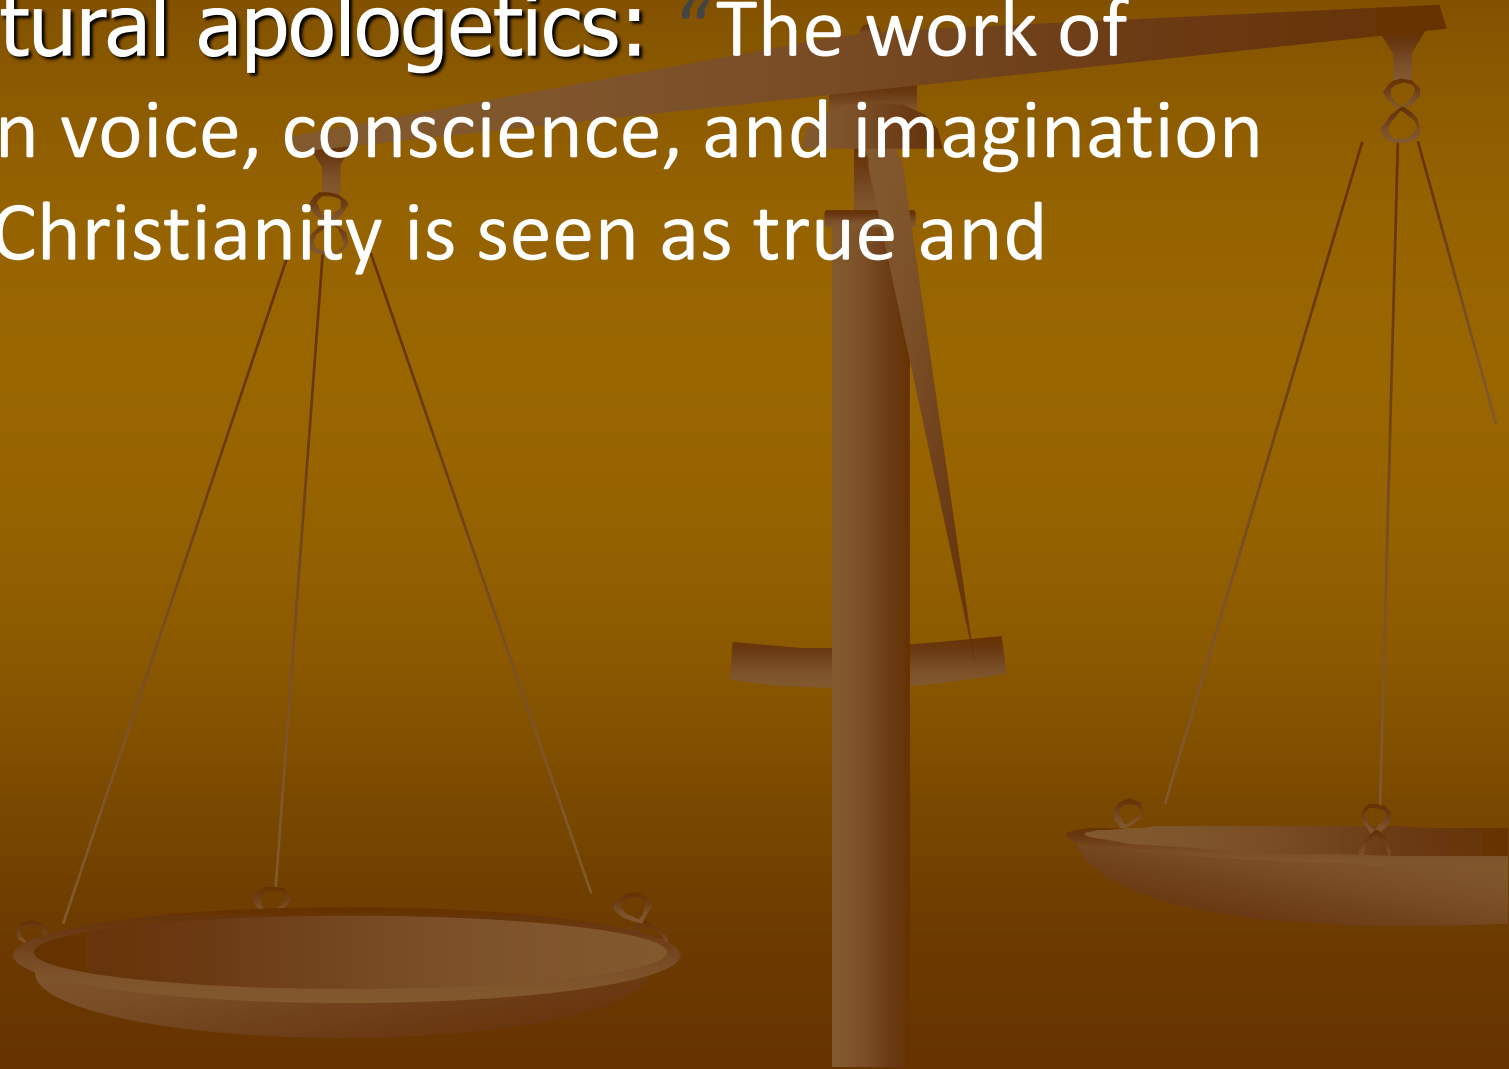 tural apologetics: “The work of
n voice, conscience, and imagination
Christianity is seen as true and